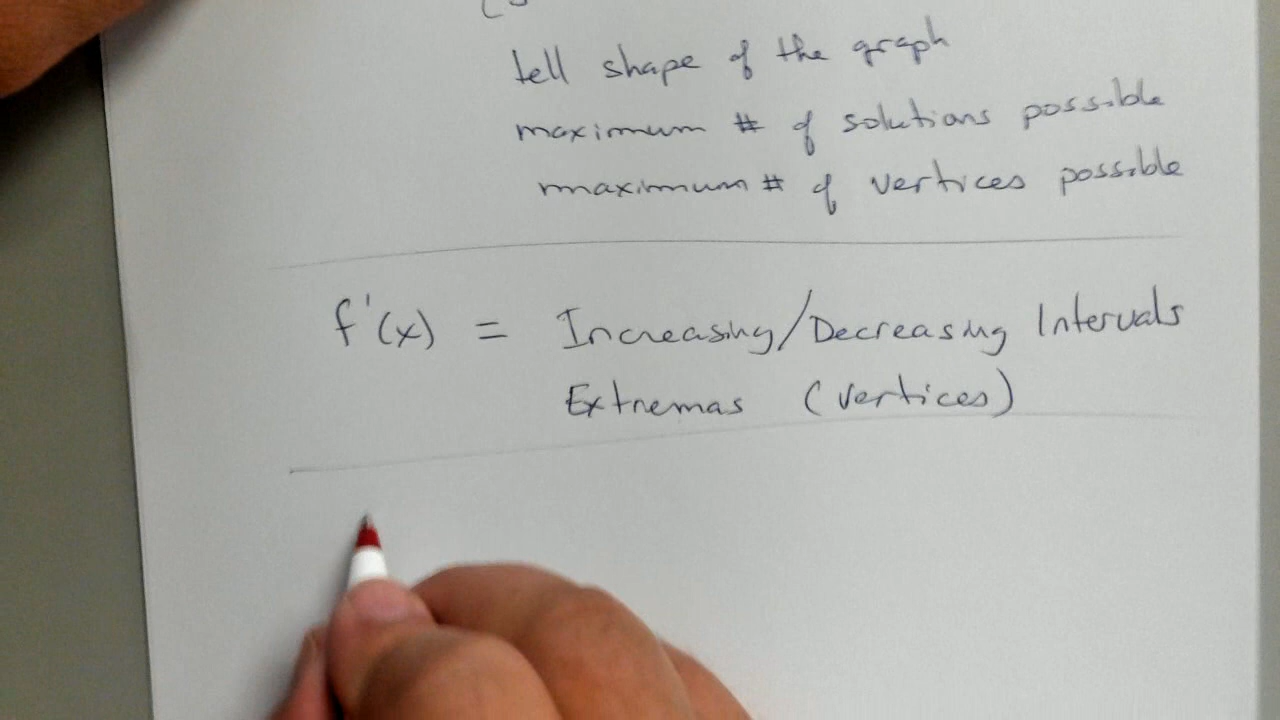 tell shape of the graph
maximum # of solutions possible
maximum # of vertices possible
f'(x) = Increasing/Decreasing Intervals
Extremas (vertices)